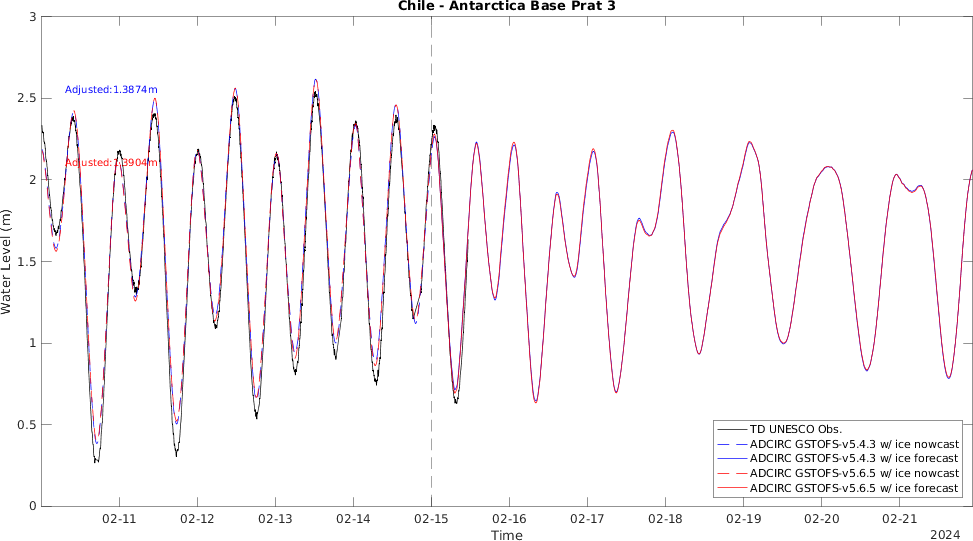 Chile - Antarctica Base Prat 3
Water Level (m)
3
2.5
2
1.5
1
0.5
0
Adjusted:1.3874m
Adjusted:1.3904m
TD UNESCO Obs.
ADCIRC GSTOFS-v5.4.3 w/ ice nowcast
ADCIRC GSTOFS-v5.4.3 w/ ice forecast
ADCIRC GSTOFS-v5.6.5 w/ ice nowcast
ADCIRC GSTOFS-v5.6.5 w/ ice forecast
02-11 02-12 02-13 02-14 02-15 02-16 02-17 02-18 02-19 02-20 02-21
Time
2024